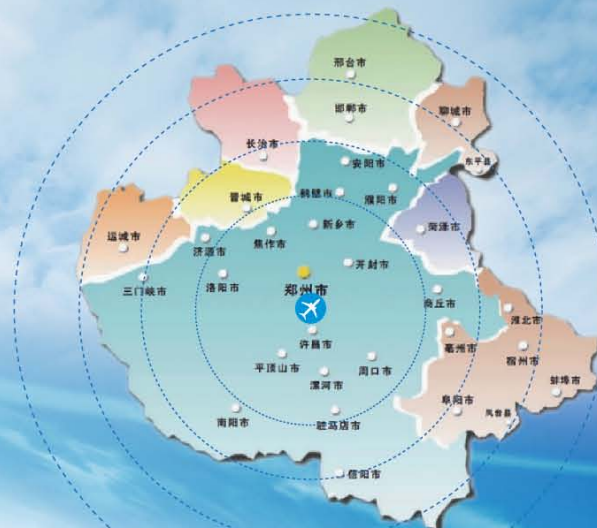 邢台市
邯郸市
聊城市
长治市
东平县
安阳市
晋城市
鹤壁市
濮阳市
新乡市
菏泽市
运城市
济源市
焦作市
开封市
三门峡市
洛阳市
郑州市
商丘市
淮北市
许昌市
亳州市
宿州市
平顶山市
周口市
漯河市
蚌埠市
阜阳市
凤台县
南阳市
驻马店市
信阳市